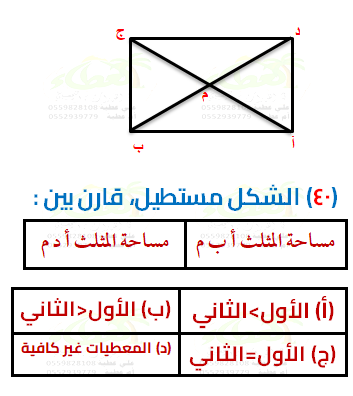 ج
د
م
ب
أ
(٤٠) الشكل مستطيل، قارن بين :
مساحة المثلث أ ب م
مساحة المثلث أ د م
(أ) الأول>الثاني
(ب) الأول<الثاني
(ج) الأول=الثاني
(د) المعطيات غير كافية